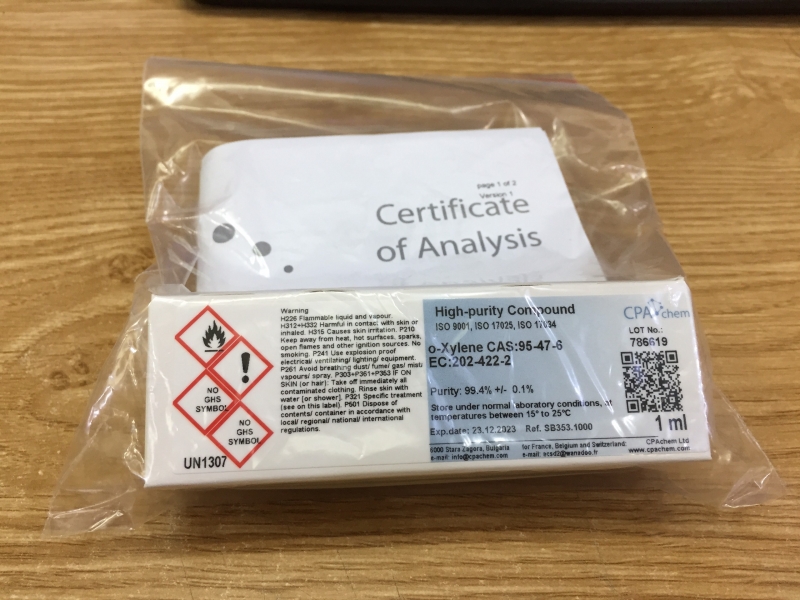 page 1 of 2
Version 1
Certificate
of Analysis
Warning
H226 Flammable liquid and vapour.
H312+H332 Harmful in contact with skin or
inhaled. H315 Causes skin irritation. P210
Keep away from heat, hot surfaces, sparks,
open flames and other ignition sources. No
smoking. P241 Use explosion proof
electrical/ ventilating/ lighting/ equipment.
P261 Avoid breathing dust/ fume/ gas/ mist/
vapours/ spray. P303+P361+P353 IF ON
SKIN (or hair): Take off immediately all
contaminated clothing. Rinse skin with
water [or shower]. P321 Specific treatment
(see on this label). P501 Dispose of
contents/ container in accordance with
local/ regional/ national/ international
regulations.
NO
GHS
SYMBOL
NO
GHS
SYMBOL
UN1307
High-purity Compound
ISO 9001, ISO 17025, ISO 17034
o-Xylene CAS:95-47-6
EC:202-422-2
Purity: 99.4% +/- 0.1%
Store under normal laboratory conditions, at
temperatures between 15° to 25°C
Exp.date: 23.12.2023 Ref. SB353.1000
6000 Stara Zagora, Bulgaria
e-mail: info@cpachem.com
for France, Belgium and Switzerland:
e-mail: scsd2@wanadoo.fr
CPAchem
LOT No.:
786619
1 ml
CPAchem Ltd
www.cpachem.com